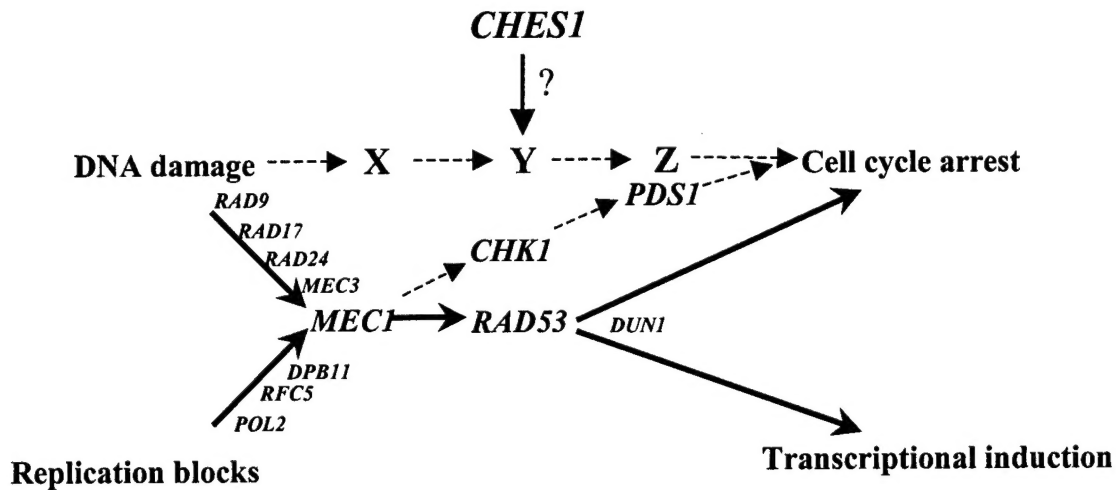 CHES1
?
DNA damage X Y Z Cell cycle arrest
PDS1
RAD9
RAD17
CHK1
RAD24
MEC3
MEC1 RAD53 DUN1
DPB11
RFC5
POL2
Replication blocks Transcriptional induction